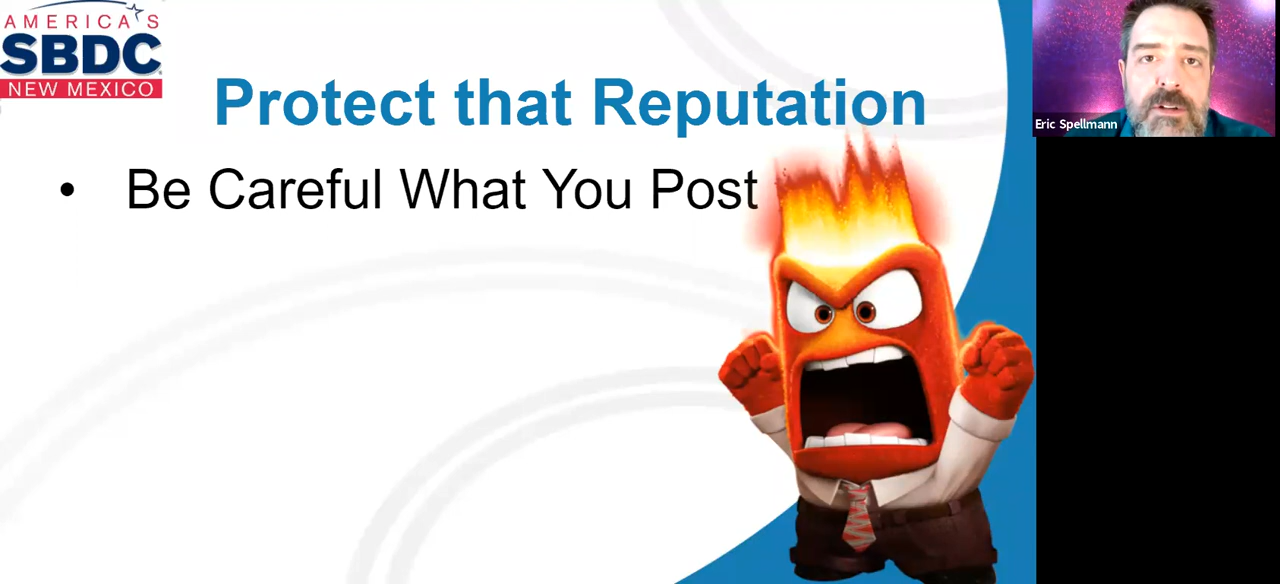 AMERICA'S
SBDC
NEW MEXICO
Protect that Reputation
• Be Careful What You Post
Eric Spellmann